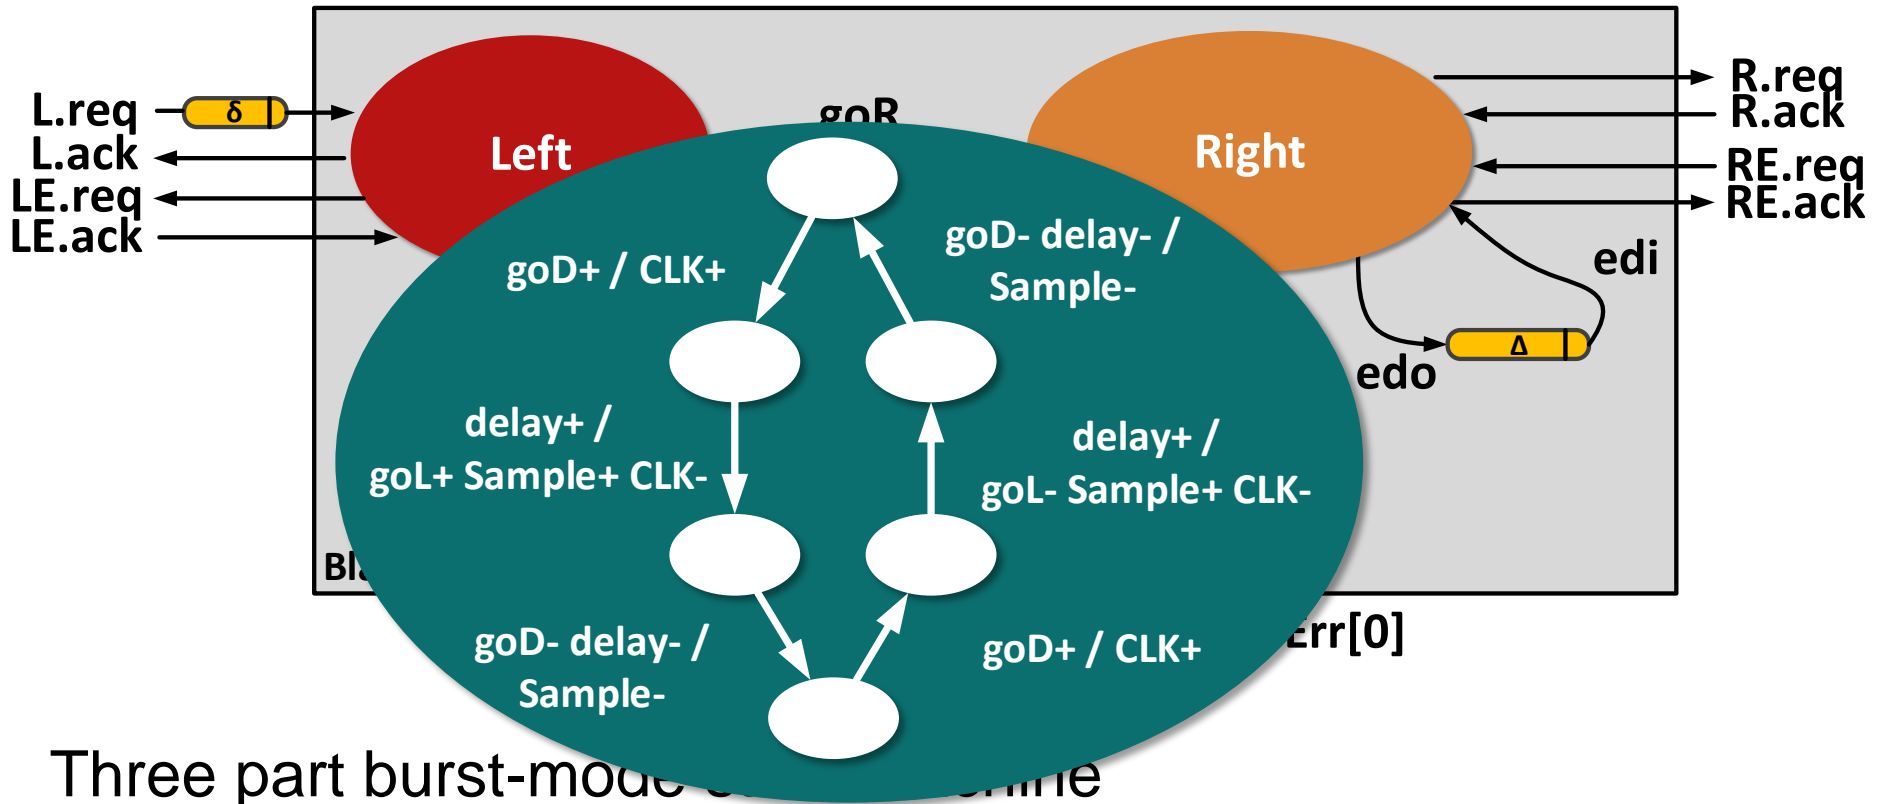 L.req
δ
L.ack
LE.req
LE.ack
Left
goR
Right
R.req
R.ack
RE.req
RE.ack
edi
edo
Δ
goD+ / CLK+
goD- delay- /
Sample-
delay+ /
goL+ Sample+ CLK-
delay+ /
goL- Sample+ CLK-
goD- delay- /
Sample-
goD+ / CLK+
Err[0]
Three part burst-mode